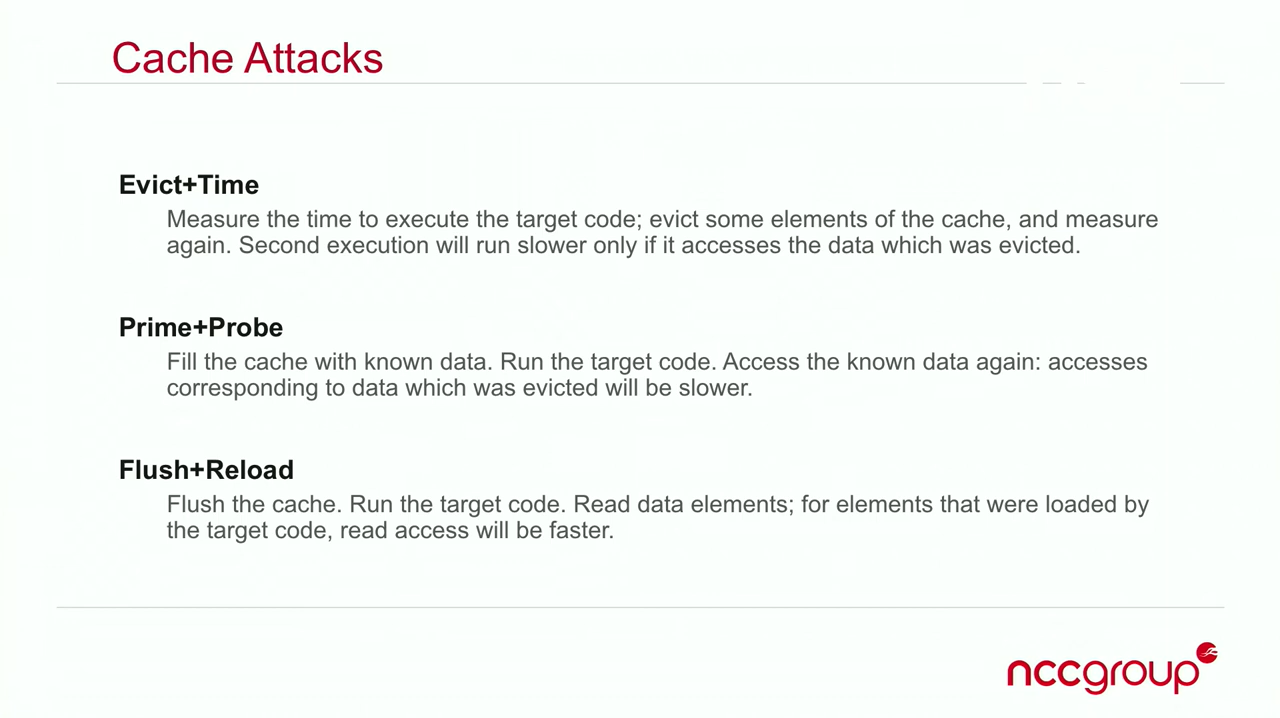 Cache Attacks
Evict+Time
Measure the time to execute the target code; evict some elements of the cache, and measure
again. Second execution will run slower only if it accesses the data which was evicted.
Prime+Probe
Fill the cache with known data. Run the target code. Access the known data again: accesses
corresponding to data which was evicted will be slower.
Flush+Reload
Flush the cache. Run the target code. Read data elements; for elements that were loaded by
the target code, read access will be faster.
nccgroup